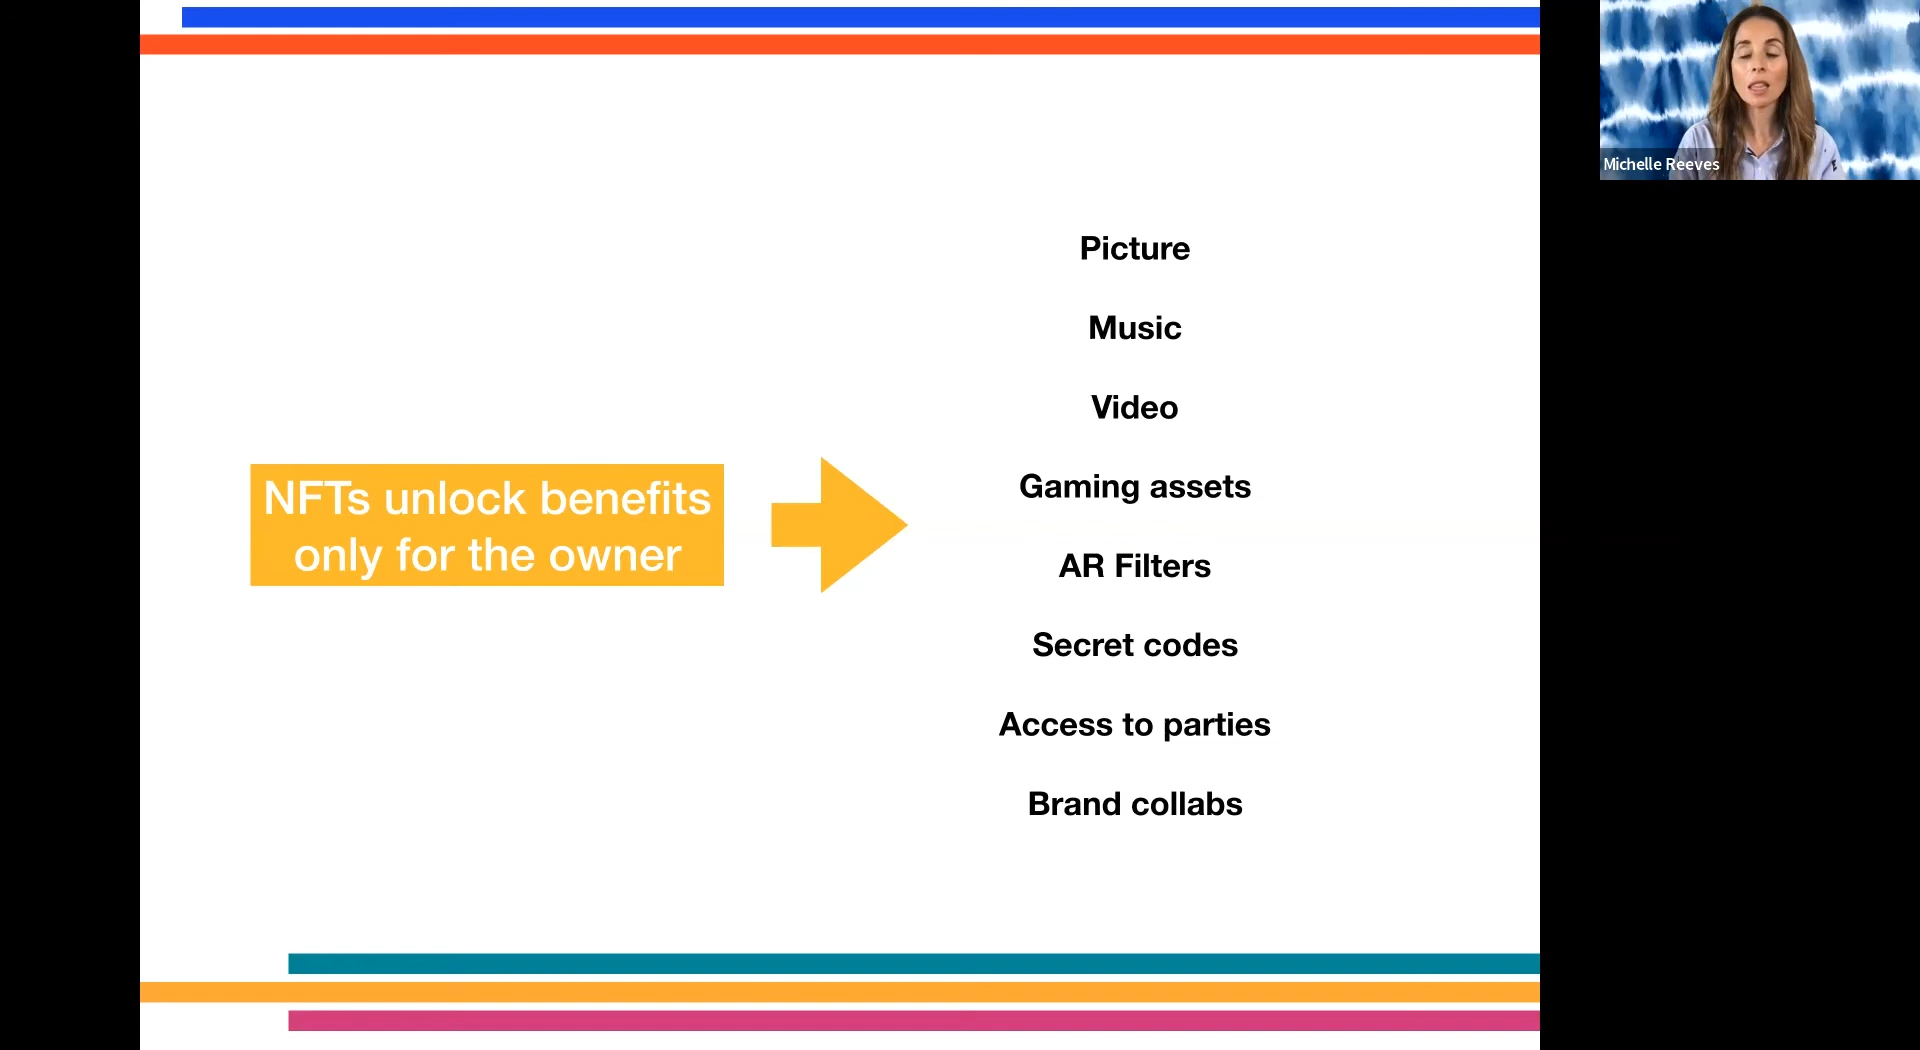 Michelle Reeves
NFTs unlock benefits
only for the owner
Picture
Music
Video
Gaming assets
AR Filters
Secret codes
Access to parties
Brand collabs